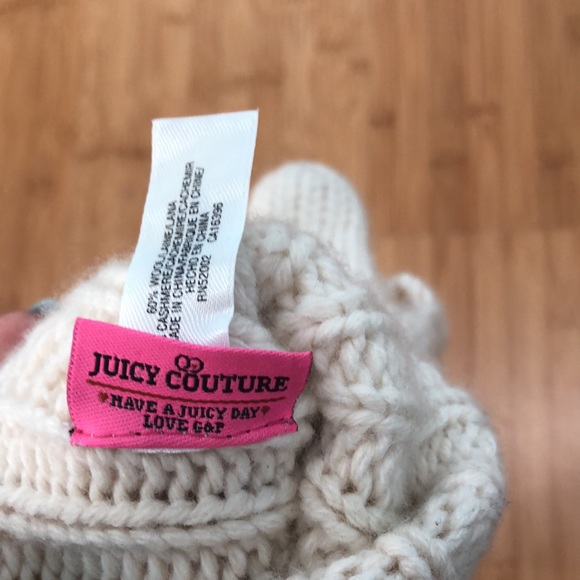 60% WOOL/LAINE/LANA
CASHMERE/CACHEMIRE/CACHEMIR
MADE IN CHINA/FABRIQUE EN CHINE/
HECHO EN CHINA
RN52002 CA16396
JUICY COUTURE
HAVE A JUICY DAY
LOVE G&P